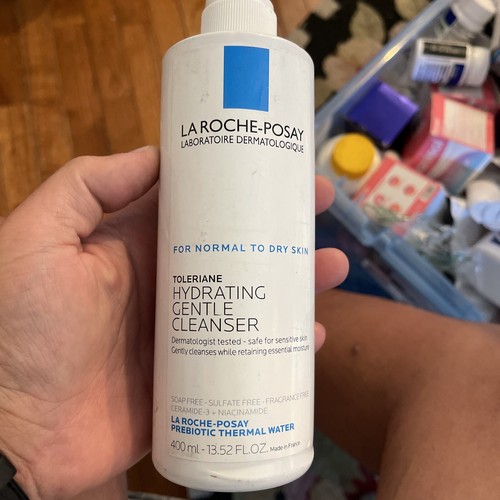 LA ROCHE-POSAY
LABORATOIRE DERMATOLOGIQUE
FOR NORMAL TO DRY SKIN
TOLERIANE
HYDRATING
GENTLE
CLEANSER
Dermatologist tested - safe for sensitive skin
Gently cleanses while retaining essential moisture
SOAP FREE - SULFATE FREE - FRAGRANCE FREE
CERAMIDE-3 + NIACINAMIDE
LA ROCHE-POSAY
PREBIOTIC THERMAL WATER
400 ml - 13.52 FL.OZ. Made in France